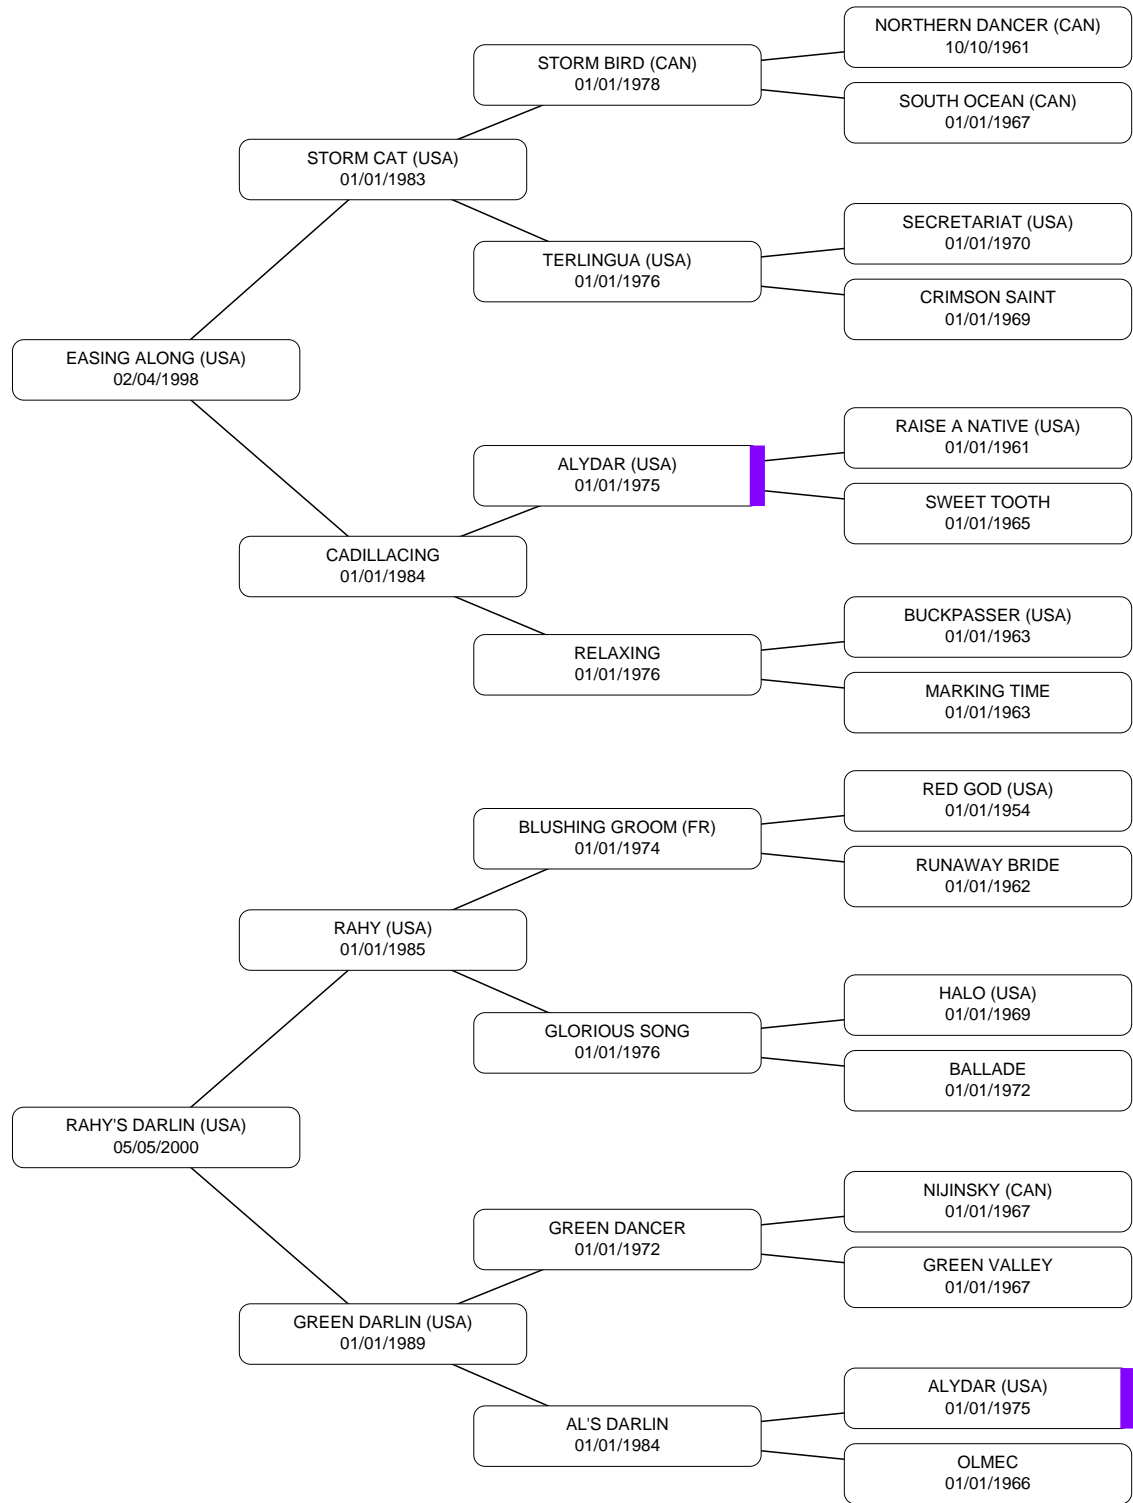 NORTHERN DANCER (CAN)
10/10/1961
STORM BIRD (CAN)
01/01/1978
SOUTH OCEAN (CAN)
01/01/1967
STORM CAT (USA)
01/01/1983
SECRETARIAT (USA)
01/01/1970
TERLINGUA (USA)
01/01/1976
CRIMSON SAINT
01/01/1969
EASING ALONG (USA)
02/04/1998
RAISE A NATIVE (USA)
01/01/1961
ALYDAR (USA)
01/01/1975
SWEET TOOTH
01/01/1965
CADILLACING
01/01/1984
BUCKPASSER (USA)
01/01/1963
RELAXING
01/01/1976
MARKING TIME
01/01/1963
RED GOD (USA)
01/01/1954
BLUSHING GROOM (FR)
01/01/1974
RUNAWAY BRIDE
01/01/1962
RAHY (USA)
01/01/1985
HALO (USA)
01/01/1969
GLORIOUS SONG
01/01/1976
BALLADE
01/01/1972
RAHY'S DARLIN (USA)
05/05/2000
NIJINSKY (CAN)
01/01/1967
GREEN DANCER
01/01/1972
GREEN VALLEY
01/01/1967
GREEN DARLIN (USA)
01/01/1989
ALYDAR (USA)
01/01/1975
AL'S DARLIN
01/01/1984
OLMEC
01/01/1966